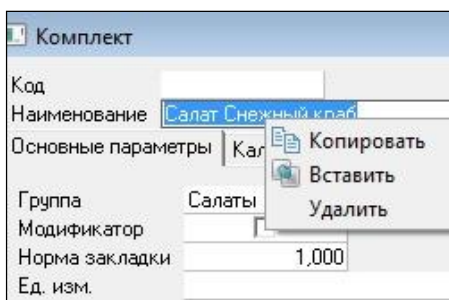 Комплект
Код
Наименование Салат Снежный краб
Копировать
Основные параметры
Вставить
Группа Салаты
Удалить
Модификатор
Норма закладки 1,000
Ед. изм.